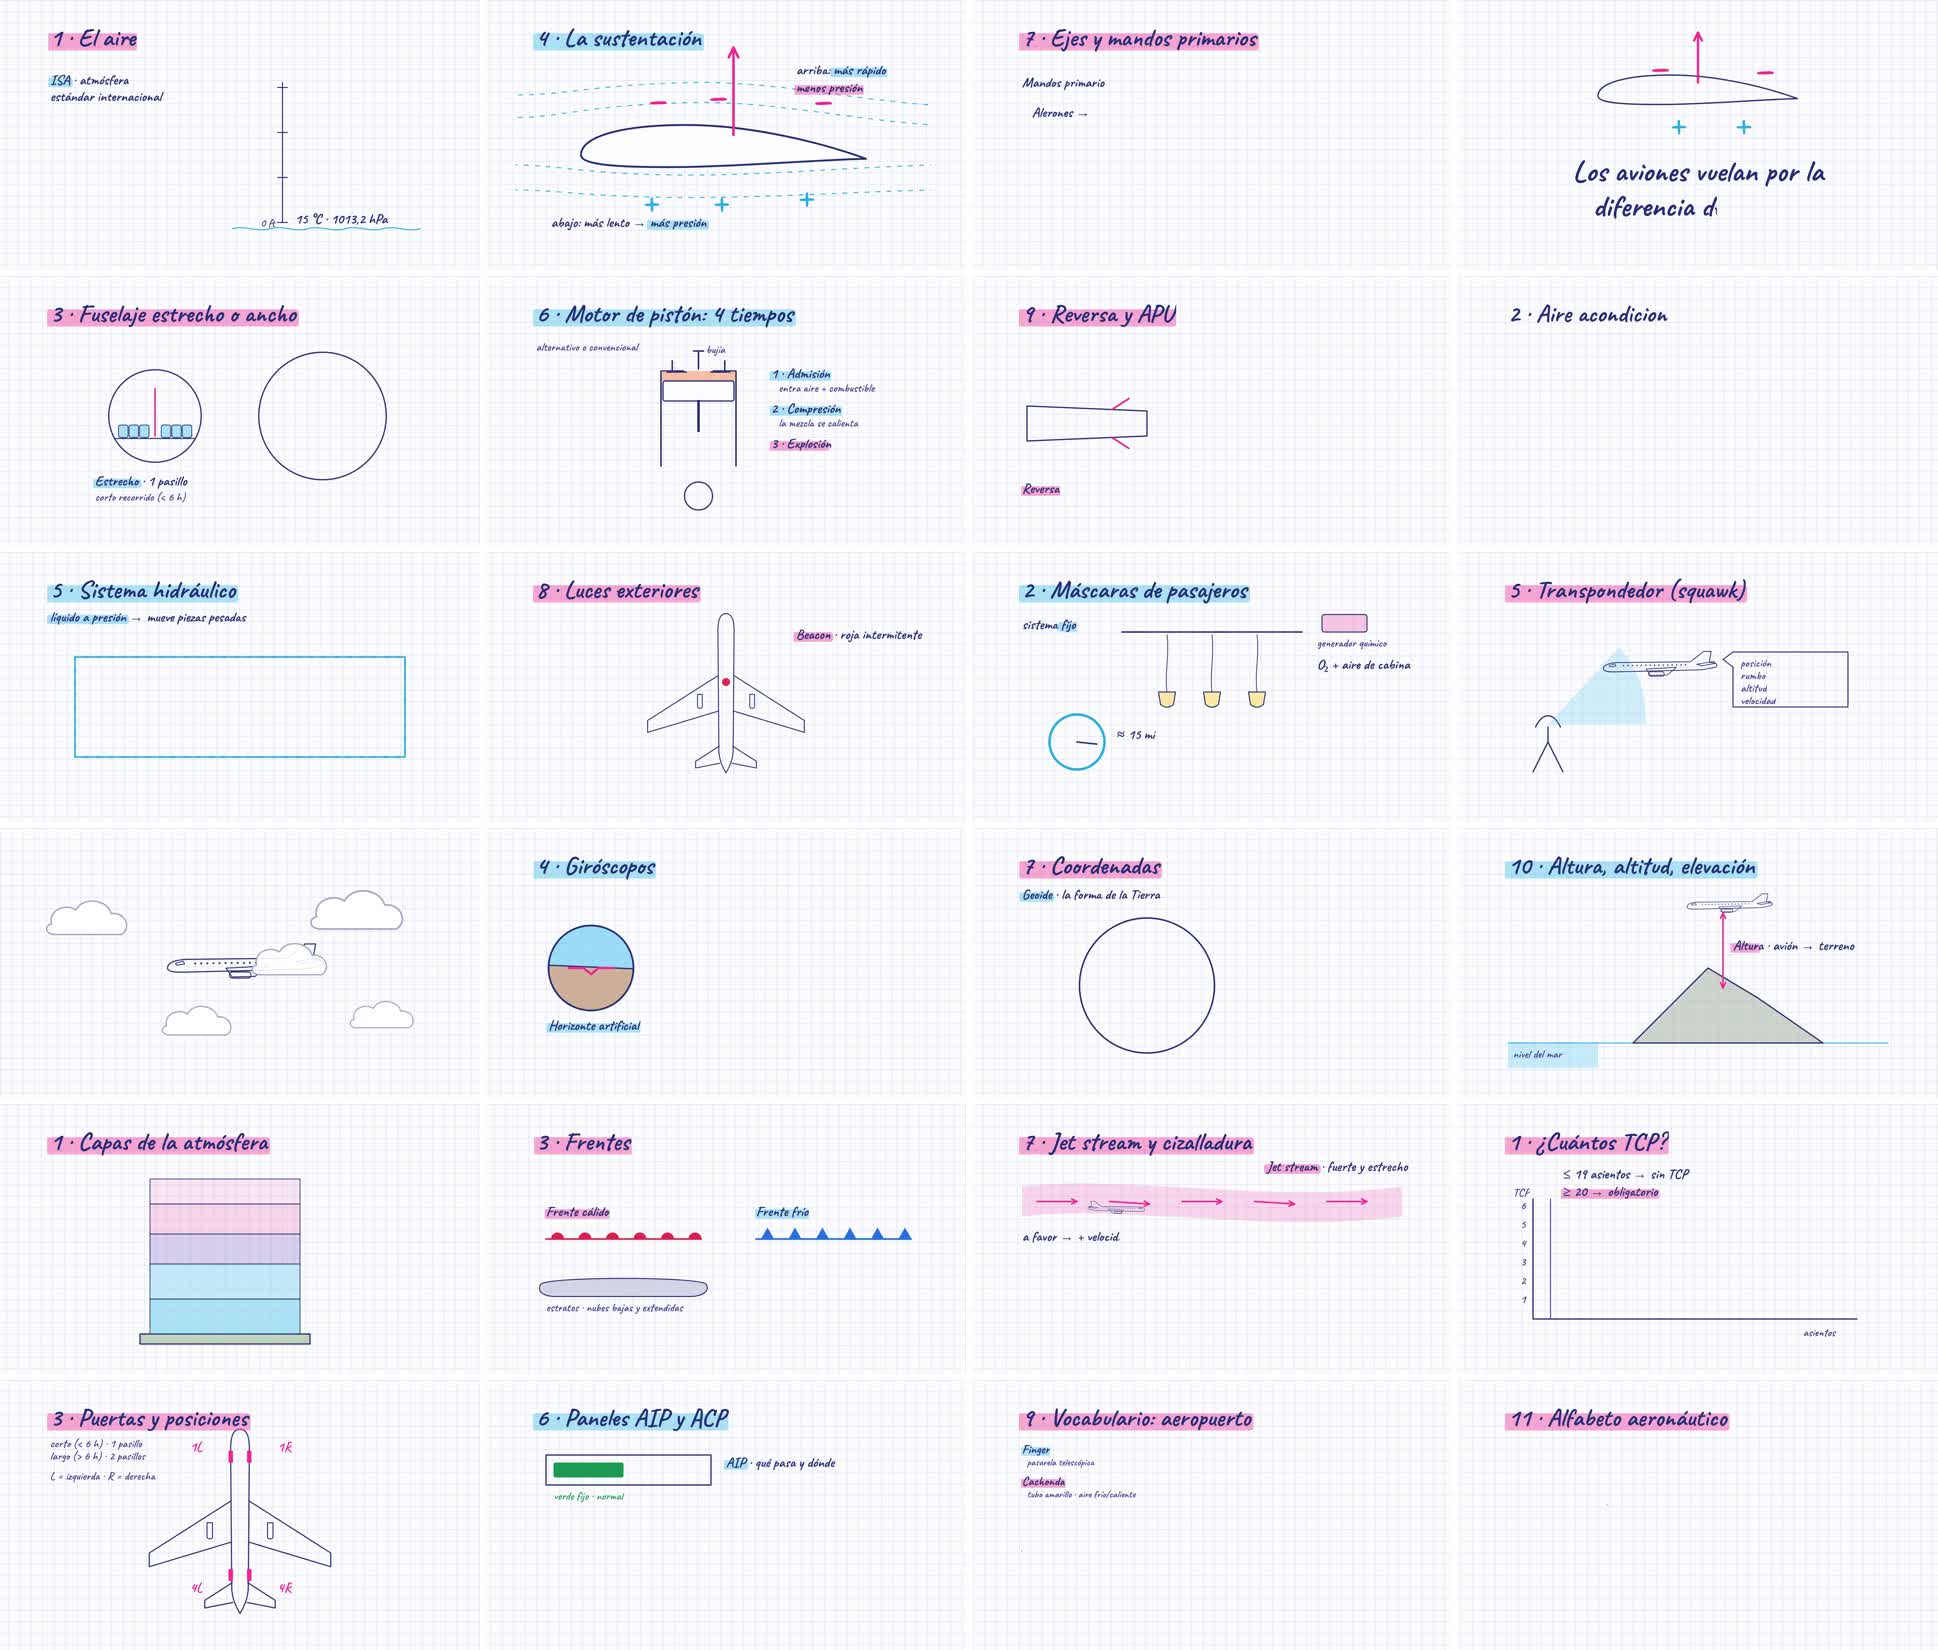 1 · El aire
ISA · atmósfera
estándar internacional
0 ft
15 ºC · 1013,2 hPa
4 · La sustentación
arriba: más rápido
menos presión
abajo: más lento → más presión
7 · Ejes y mandos primarios
Mandos primario
Alerones →
Los aviones vuelan por la
diferencia d
3 · Fuselaje estrecho o ancho
Estrecho · 1 pasillo
corto recorrido (< 6 h)
6 · Motor de pistón: 4 tiempos
alternativo o convencional
bujía
1 · Admisión
entra aire + combustible
2 · Compresión
la mezcla se calienta
3 · Explosión
9 · Reversa y APU
Reversa
2 · Aire acondicion
5 · Sistema hidráulico
líquido a presión → mueve piezas pesadas
8 · Luces exteriores
Beacon · roja intermitente
2 · Máscaras de pasajeros
sistema fijo
generador químico
O₂ + aire de cabina
≈ 15 mi
5 · Transpondedor (squawk)
posición
rumbo
altitud
velocidad
4 · Giróscopos
Horizonte artificial
7 · Coordenadas
Geoide · la forma de la Tierra
10 · Altura, altitud, elevación
Altura · avión → terreno
nivel del mar
1 · Capas de la atmósfera
3 · Frentes
Frente cálido
Frente frío
estratos · nubes bajas y extendidas
7 · Jet stream y cizalladura
Jet stream · fuerte y estrecho
a favor → + velocid
1 · ¿Cuántos TCP?
≤ 19 asientos → sin TCP
≥ 20 → obligatorio
TCP
6
5
4
3
2
1
asientos
3 · Puertas y posiciones
corto (< 6 h) · 1 pasillo
largo (> 6 h) · 2 pasillos
L = izquierda · R = derecha
1L
1R
4L
4R
6 · Paneles AIP y ACP
AIP · qué pasa y dónde
verde fijo · normal
9 · Vocabulario: aeropuerto
Finger
pasarela telescópica
Cachonda
tubo amarillo · aire frío/caliente
11 · Alfabeto aeronáutico